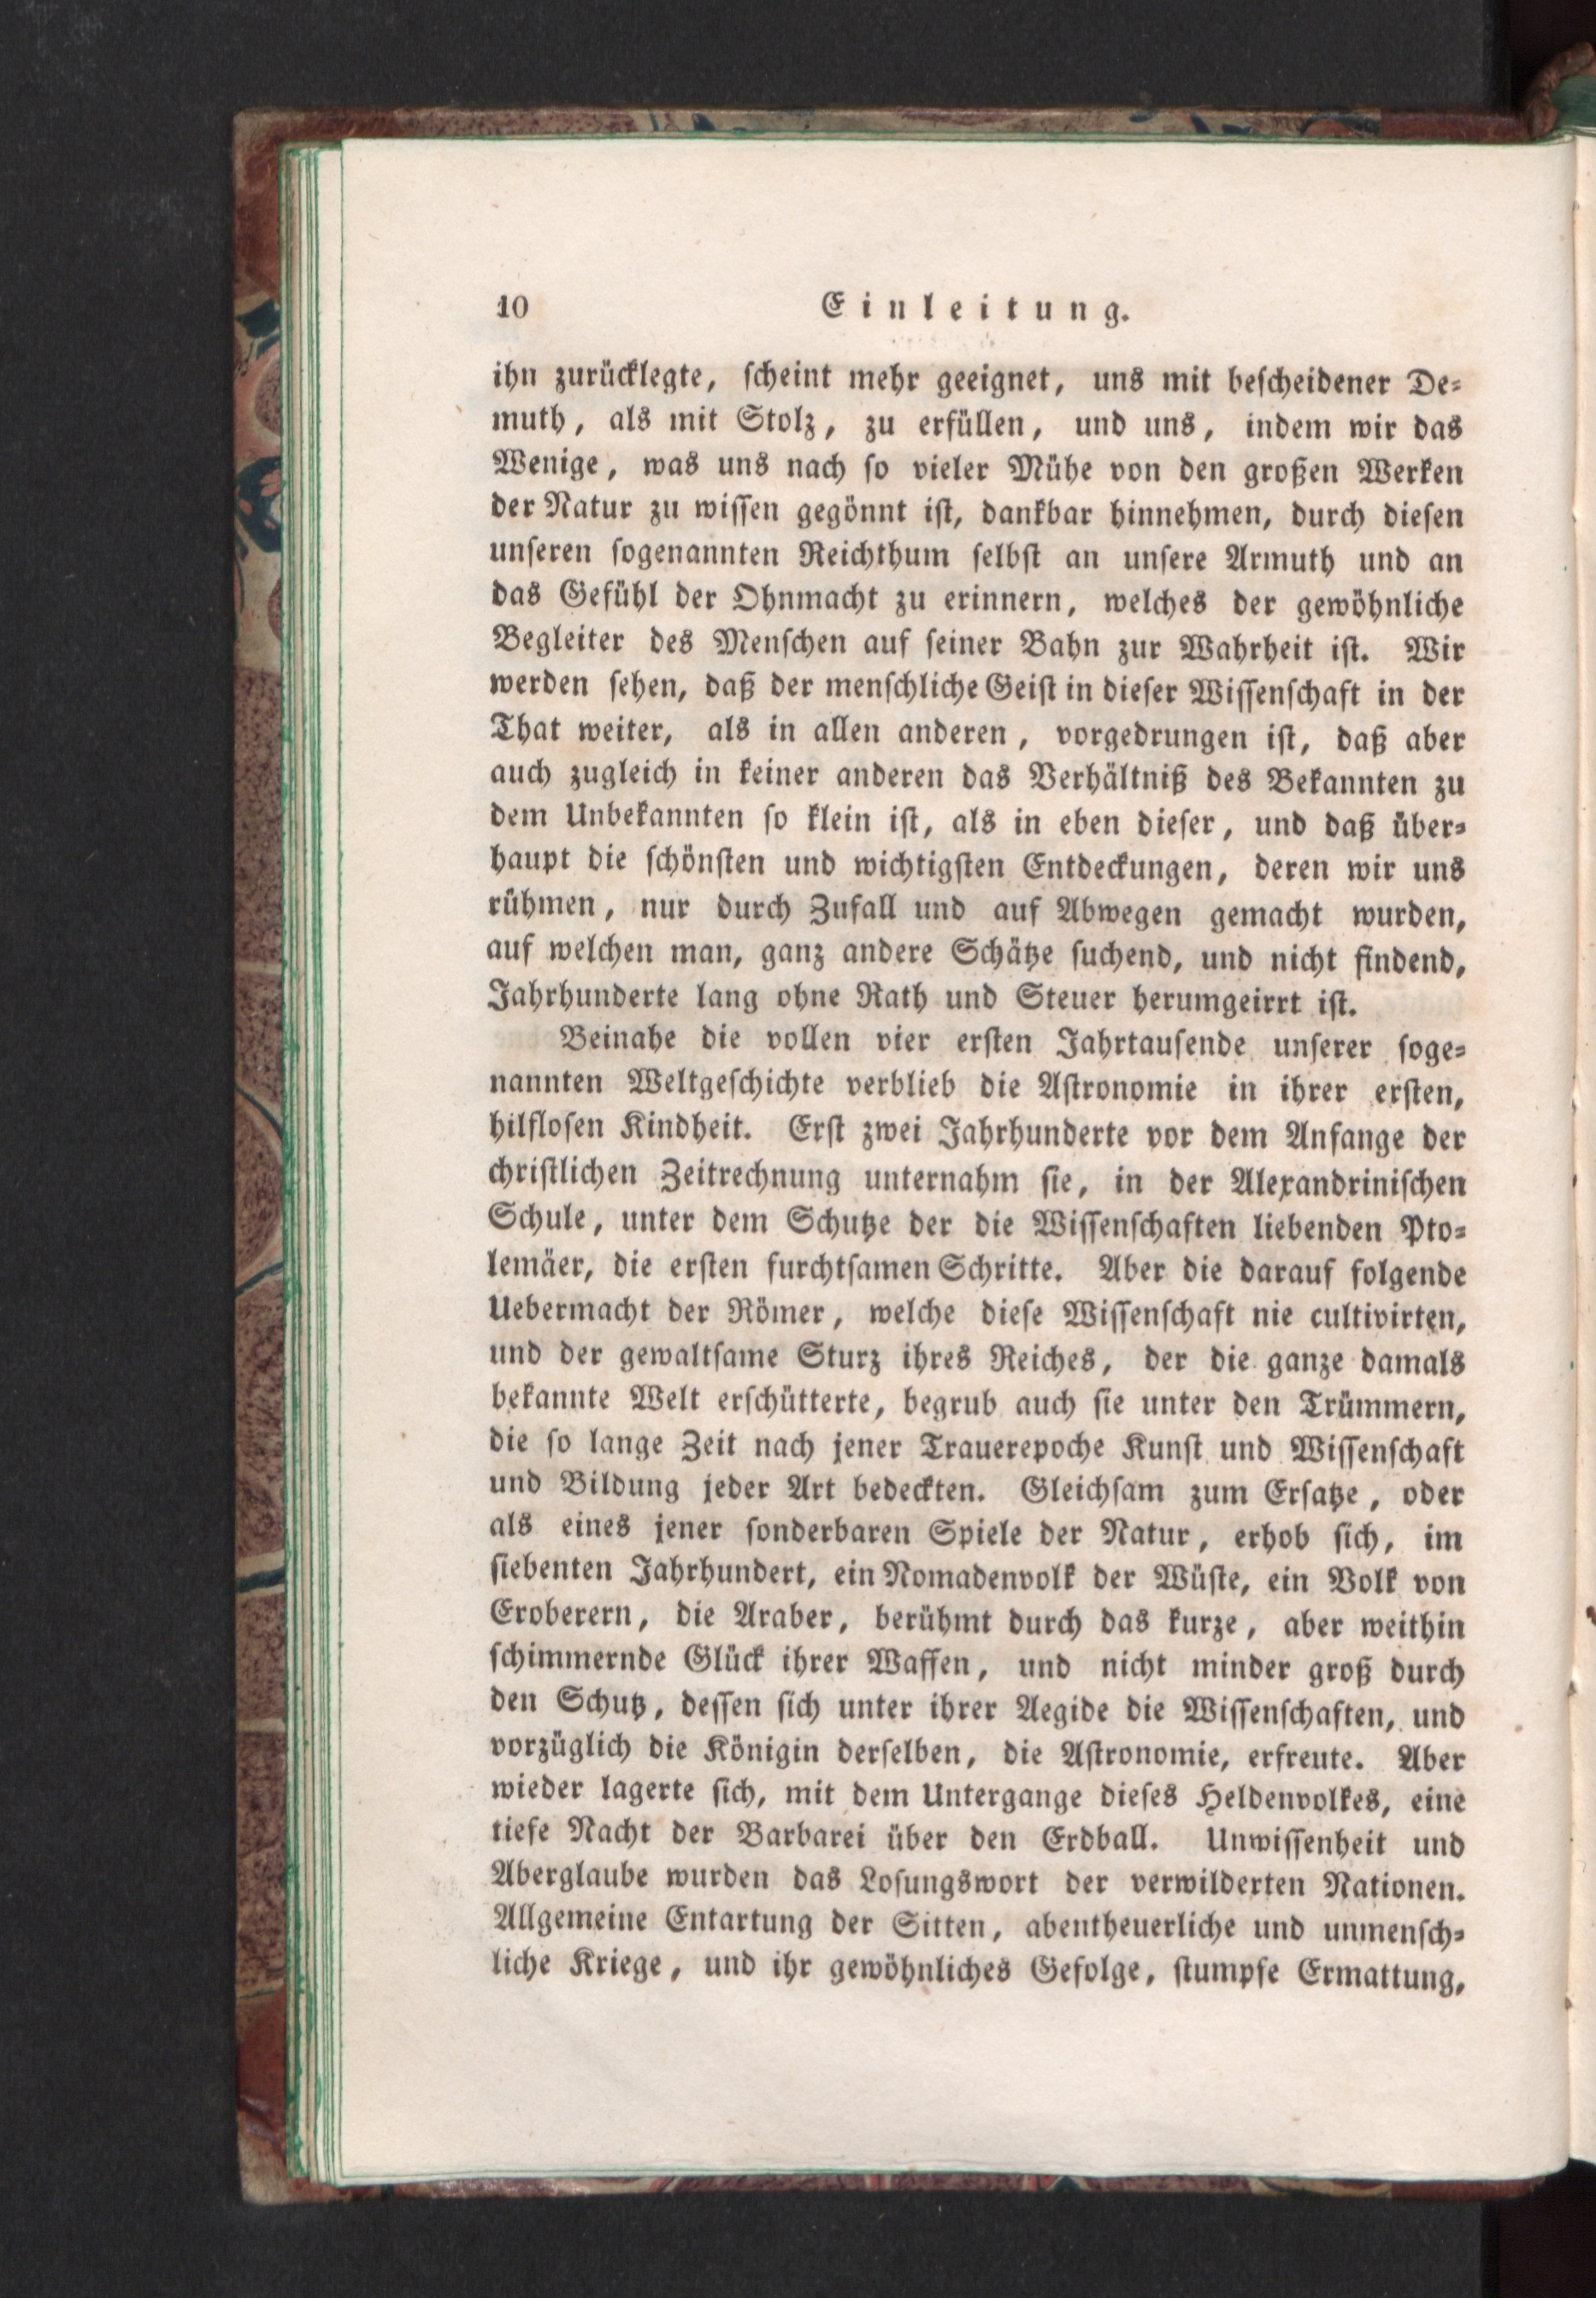 10 Einleitung.
ihn zurücklegte, scheint mehr geeignet, uns mit bescheidener De-
muth, als mit Stolz, zu erfüllen, und uns, indem wir das
Wenige, was uns nach so vieler Mühe von den großen Werken
der Natur zu wissen gegönnt ist, dankbar hinnehmen, durch diesen
unseren sogenannten Reichthum selbst an unsere Armuth und an
das Gefühl der Ohnmacht zu erinnern, welches der gewöhnliche
Begleiter des Menschen auf seiner Bahn zur Wahrheit ist. Wir
werden sehen, daß der menschliche Geist in dieser Wissenschaft in der
That weiter, als in allen anderen, vorgedrungen ist, daß aber
auch zugleich in keiner anderen das Verhältniß des Bekannten zu
dem Unbekannten so klein ist, als in eben dieser, und daß über-
haupt die schönsten und wichtigsten Entdeckungen, deren wir uns
rühmen, nur durch Zufall und auf Abwegen gemacht wurden,
auf welchen man, ganz andere Schätze suchend, und nicht findend,
Jahrhunderte lang ohne Rath und Steuer herumgeirrt ist.
Beinahe die vollen vier ersten Jahrtausende unserer soge-
nannten Weltgeschichte verblieb die Astronomie in ihrer ersten,
hilflosen Kindheit. Erst zwei Jahrhunderte vor dem Anfange der
christlichen Zeitrechnung unternahm sie, in der Alexandrinischen
Schule, unter dem Schutze der die Wissenschaften liebenden Pto-
lemäer, die ersten furchtsamen Schritte. Aber die darauf folgende
Uebermacht der Römer, welche diese Wissenschaft nie cultivirten,
und der gewaltsame Sturz ihres Reiches, der die ganze damals
bekannte Welt erschütterte, begrub auch sie unter den Trümmern,
die so lange Zeit nach jener Trauerepoche Kunst und Wissenschaft
und Bildung jeder Art bedeckten. Gleichsam zum Ersatze, oder
als eines jener sonderbaren Spiele der Natur, erhob sich, im
siebenten Jahrhundert, ein Nomadenvolk der Wüste, ein Volk von
Eroberern, die Araber, berühmt durch das kurze, aber weithin
schimmernde Glück ihrer Waffen, und nicht minder groß durch
den Schutz, dessen sich unter ihrer Aegide die Wissenschaften, und
vorzüglich die Königin derselben, die Astronomie, erfreute. Aber
wieder lagerte sich, mit dem Untergange dieses Heldenvolkes, eine
tiefe Nacht der Barbarei über den Erdball. Unwissenheit und
Aberglaube wurden das Losungswort der verwilderten Nationen.
Allgemeine Entartung der Sitten, abentheuerliche und unmensch-
liche Kriege, und ihr gewöhnliches Gefolge, stumpfe Ermattung,